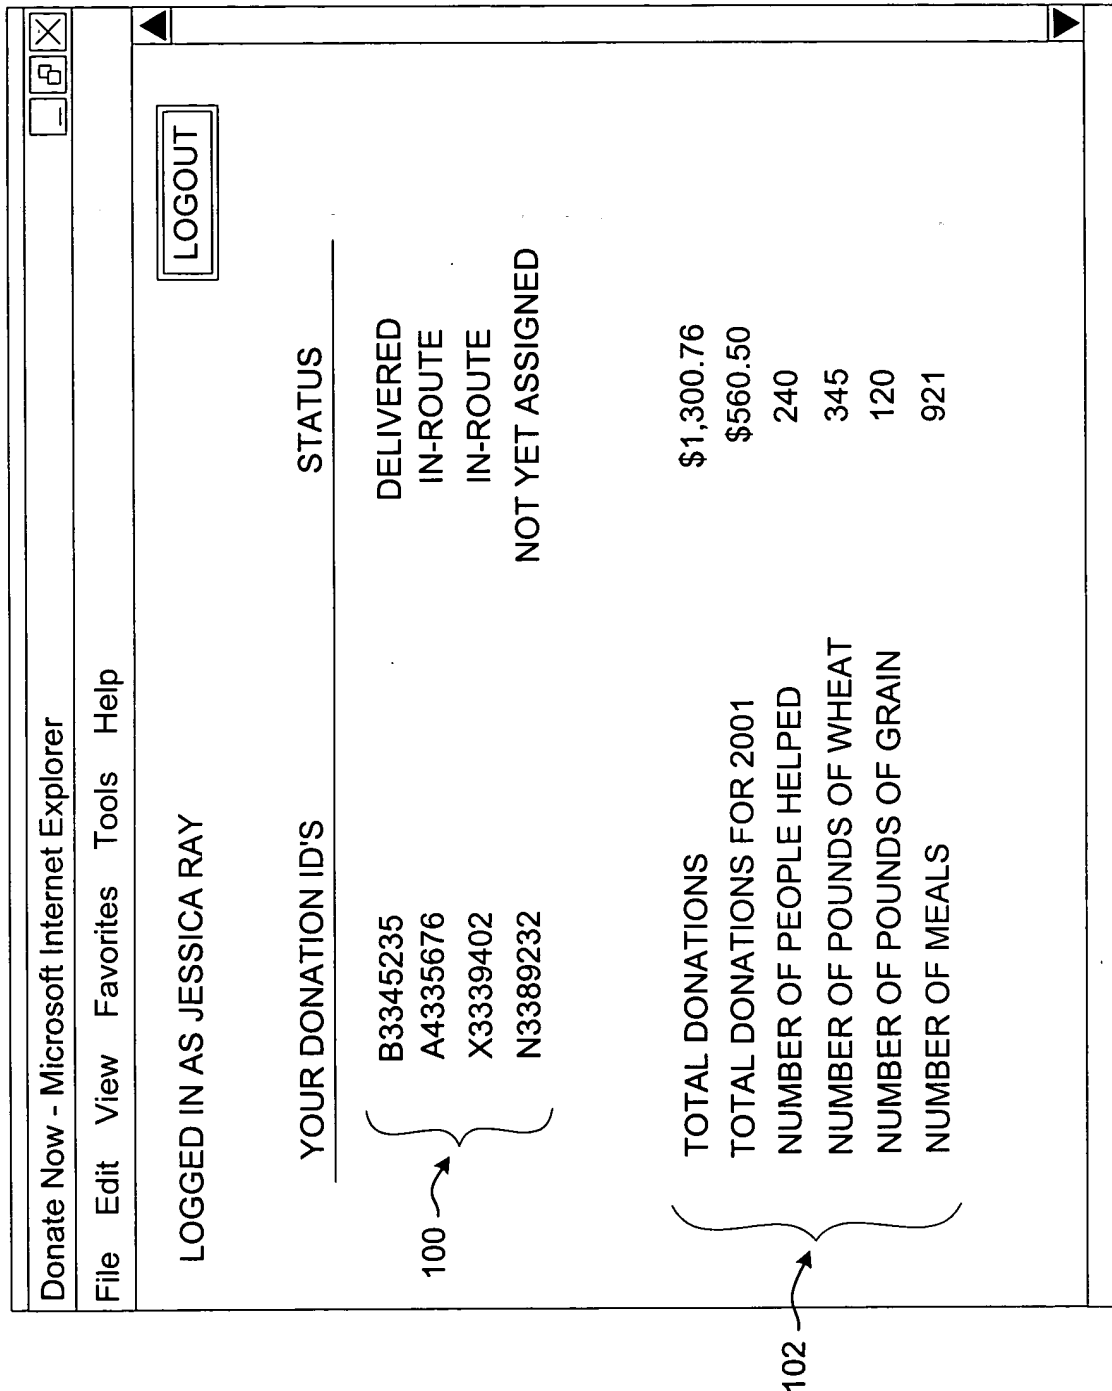 Donate Now - Microsoft Internet Explorer
File Edit View Favorites Tools Help
LOGOUT
LOGGED IN AS JESSICA RAY
YOUR DONATION ID'S STATUS
B3345235 DELIVERED
A4335676 IN-ROUTE
X3339402 IN-ROUTE
N3389232 NOT YET ASSIGNED
100
TOTAL DONATIONS $1,300.76
TOTAL DONATIONS FOR 2001 $560.50
NUMBER OF PEOPLE HELPED 240
NUMBER OF POUNDS OF WHEAT 345
NUMBER OF POUNDS OF GRAIN 120
NUMBER OF MEALS 921
102